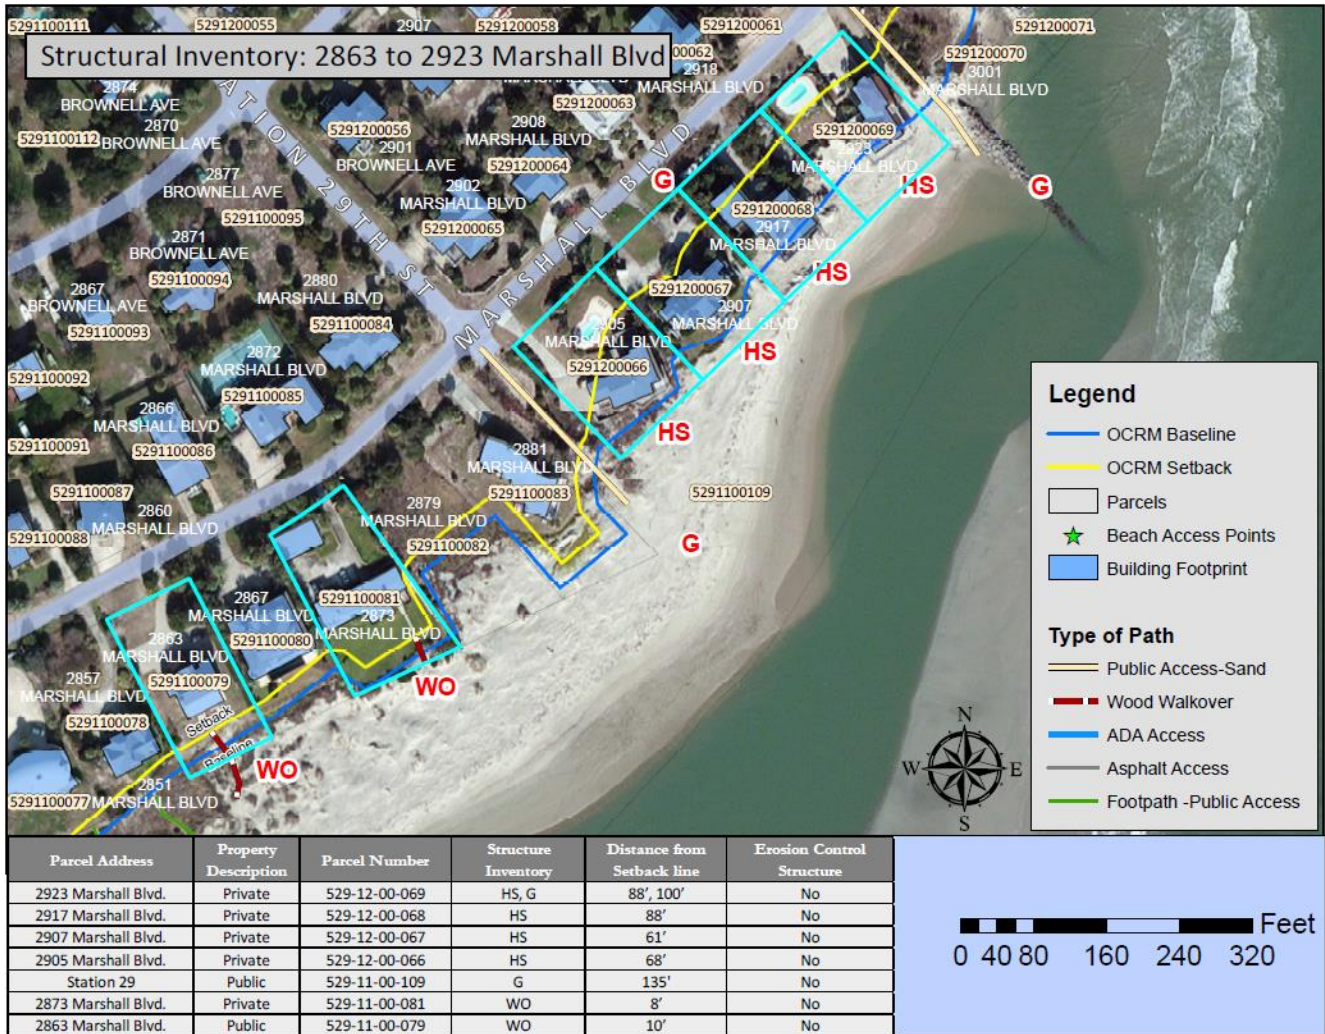 Structural Inventory: 2863 to 2923 Marshall Blvd
5291100111
5291200055
2907
5291200058
5291200061
5291200071
5291200062
5291200070
2918
MARSHALL BLVD
3001
MARSHALL BLVD
2874
BROWNELL AVE
5291200063
2870
BROWNELL AVE
5291100112
5291200056
2901
BROWNELL AVE
2908
MARSHALL BLVD
5291200064
5291200069
2923
MARSHALL BLVD
HS
G
G
2877
BROWNELL AVE
5291100095
ATION 29TH ST
2902
MARSHALL BLVD
5291200065
MARSHALL BLVD
5291200068
2917
MARSHALL BLVD
HS
2871
BROWNELL AVE
5291100094
2880
MARSHALL BLVD
5291100084
2867
BROWNELL AVE
5291100093
5291200067
2907
MARSHALL BLVD
HS
2905
MARSHALL BLVD
5291200066
HS
5291100092
2872
MARSHALL BLVD
5291100085
2866
MARSHALL BLVD
5291100086
5291100091
2881
MARSHALL BLVD
5291100083
5291100109
G
5291100087
2860
MARSHALL BLVD
5291100088
2879
MARSHALL BLVD
5291100082
5291100081
2873
MARSHALL BLVD
WO
2867
MARSHALL BLVD
5291100080
2863
MARSHALL BLVD
5291100079
2857
MARSHALL BLVD
5291100078
Setback
Baseline
WO
2851
MARSHALL BLVD
5291100077
Legend
OCRM Baseline
OCRM Setback
Parcels
Beach Access Points
Building Footprint
Type of Path
Public Access-Sand
Wood Walkover
ADA Access
Asphalt Access
Footpath -Public Access
N
W E
S
Parcel Address Property Description Parcel Number Structure Inventory Distance from Setback line Erosion Control Structure
2923 Marshall Blvd. Private 529-12-00-069 HS, G 88', 100' No
2917 Marshall Blvd. Private 529-12-00-068 HS 88' No
2907 Marshall Blvd. Private 529-12-00-067 HS 61' No
2905 Marshall Blvd. Private 529-12-00-066 HS 68' No
Station 29 Public 529-11-00-109 G 135' No
2873 Marshall Blvd. Private 529-11-00-081 WO 8' No
2863 Marshall Blvd. Public 529-11-00-079 WO 10' No
Feet
0 40 80 160 240 320